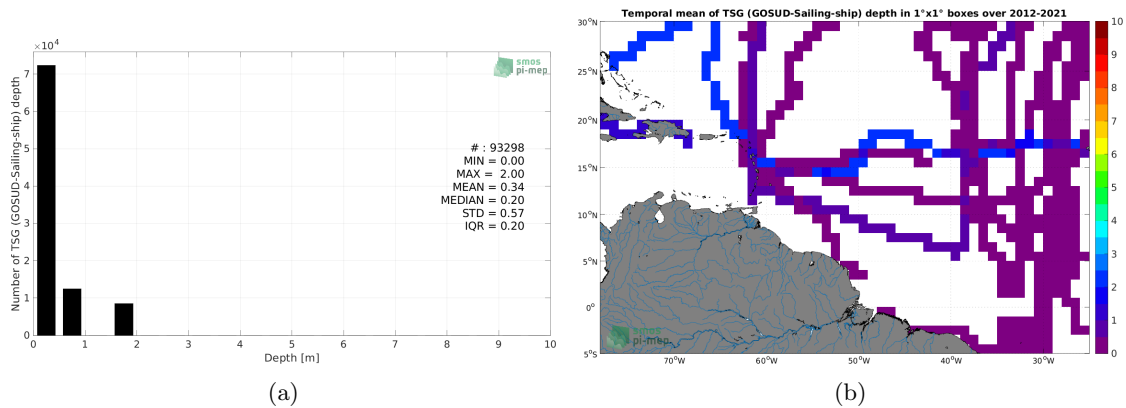 ×10⁴
7
6
5
4
3
2
1
0
Number of TSG (GOSUD-Sailing-ship) depth
smos
pi-mep
# : 93298
MIN = 0.00
MAX = 2.00
MEAN = 0.34
MEDIAN = 0.20
STD = 0.57
IQR = 0.20
0 1 2 3 4 5 6 7 8 9 10
Depth [m]
(a)
Temporal mean of TSG (GOSUD-Sailing-ship) depth in 1°x1° boxes over 2012-2021
30°N
25°N
20°N
15°N
10°N
5°N
0°
5°S
smos
pi-mep
70°W 60°W 50°W 40°W 30°W
10
9
8
7
6
5
4
3
2
1
0
(b)